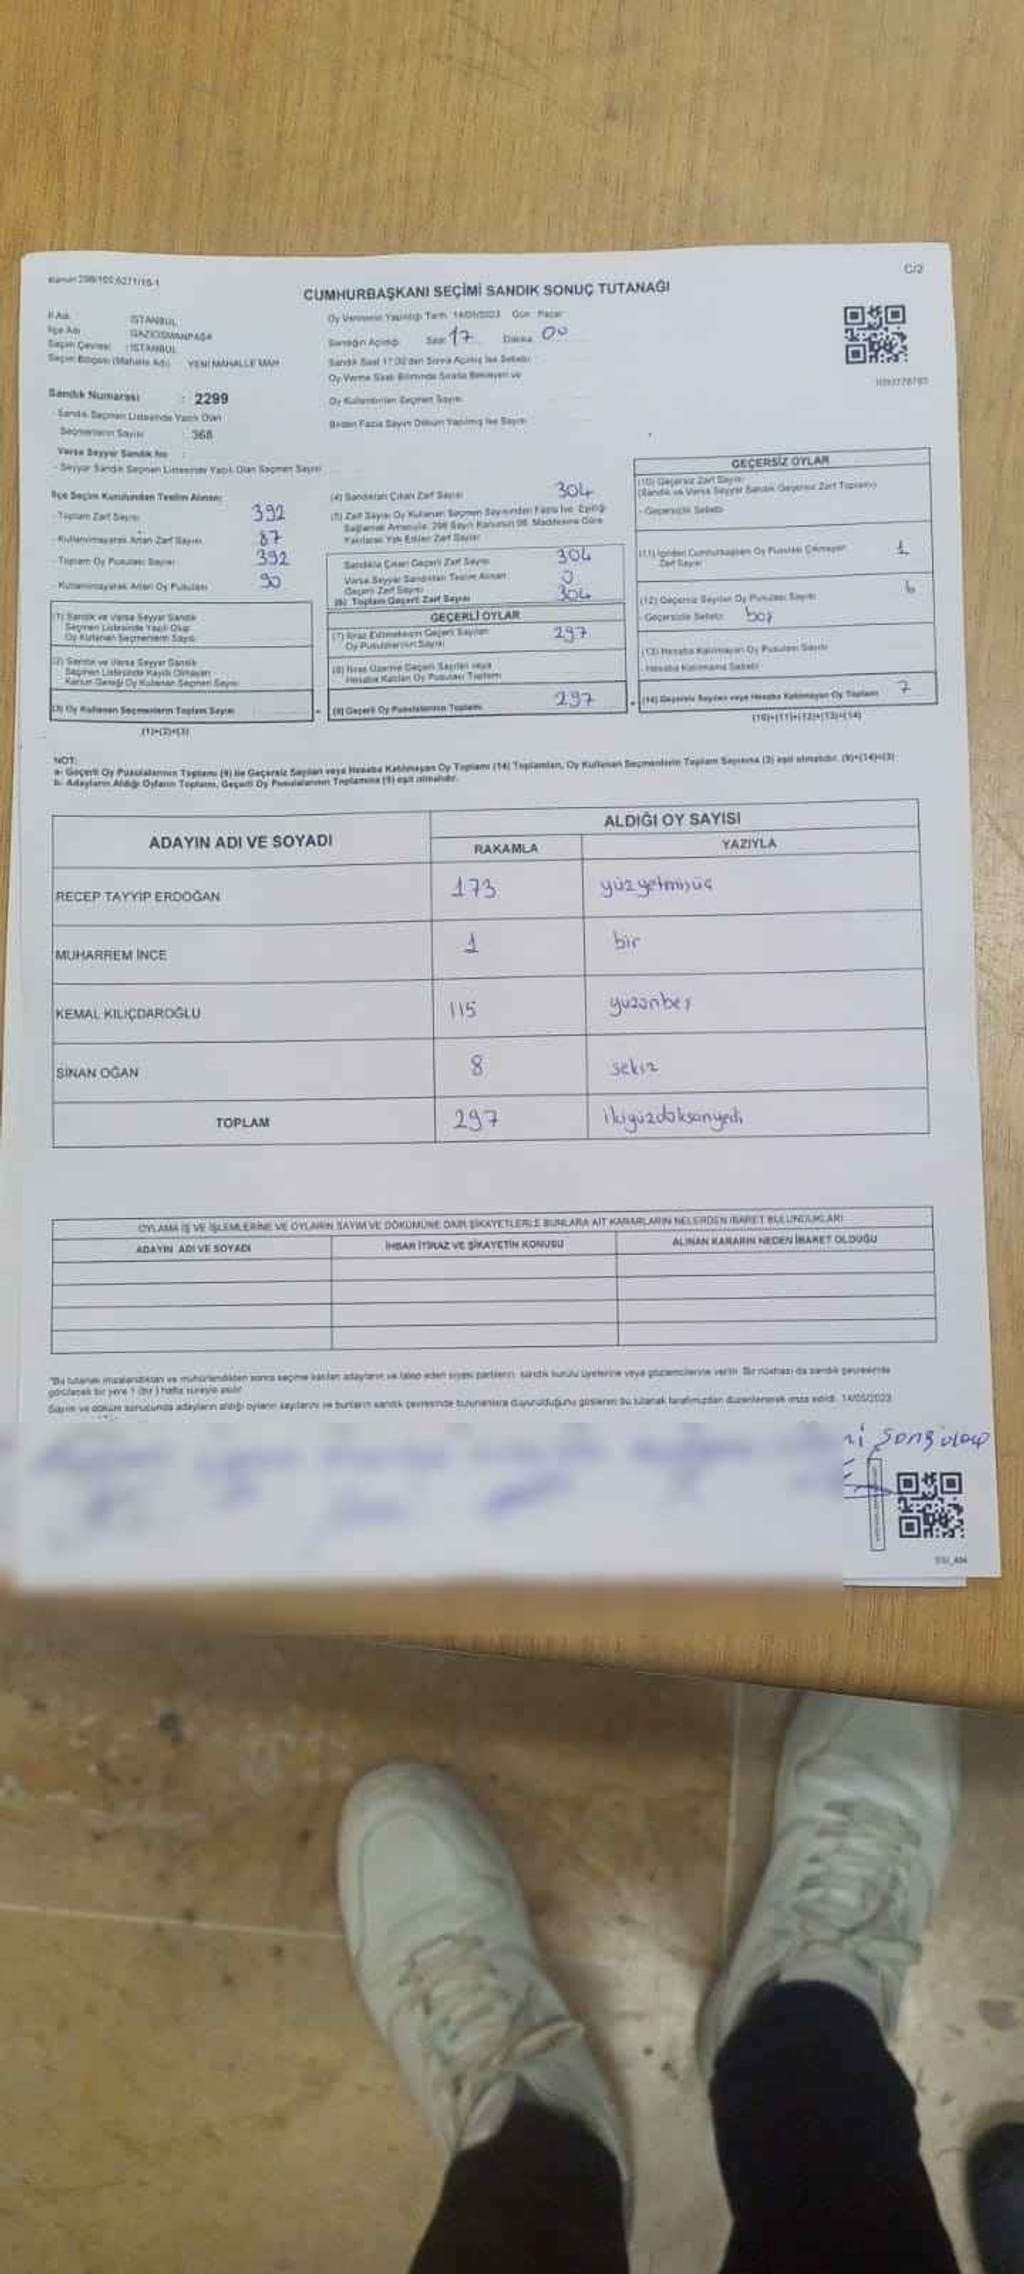 Kanun 298/105,6271/15-1
C/2
CUMHURBAŞKANI SEÇİMİ SANDIK SONUÇ TUTANAĞI
İl Adı : İSTANBUL
İlçe Adı : GAZİOSMANPAŞA
Seçim Çevresi : İSTANBUL
Seçim Bölgesi (Mahalle Adı) YENİ MAHALLE MAH
Oy Vermenin Yapıldığı Tarih 14/05/2023 Gün Pazar
Sandığın Açıldığı Saat 17 Dakika 00
Sandık Saat 17.00'den Sonra Açılmış İse Sebebi
Oy Verme Saati Bitiminde Sırada Bekleyen ve
Oy Kullandırılan Seçmen Sayısı
Birden Fazla Sayım Döküm Yapılmış İse Sayısı
Sandık Numarası : 2299
Sandık Seçmen Listesinde Yazılı Olan
Seçmenlerin Sayısı : 368
Varsa Seyyar Sandık No :
- Seyyar Sandık Seçmen Listesinde Yazılı Olan Seçmen Sayısı
İlçe Seçim Kurulundan Teslim Alınan:
- Toplam Zarf Sayısı 392
- Kullanılmayarak Artan Zarf Sayısı 87
- Toplam Oy Pusulası Sayısı 392
- Kullanılmayarak Artan Oy Pusulası 90
(1) Sandık ve Varsa Seyyar Sandık
Seçmen Listesinde Yazılı Olup
Oy Kullanan Seçmenlerin Sayısı
(2) Sandık ve Varsa Seyyar Sandık
Seçmen Listesinde Kayıtlı Olmayan
Kanun Gereği Oy Kullanan Seçmen Sayısı
(3) Oy Kullanan Seçmenlerin Toplam Sayısı
(1)+(2)=(3)
(4) Sandıktan Çıkan Zarf Sayısı 304
(5) Zarf Sayısı Oy Kullanan Seçmen Sayısından Fazla İse, Eşitliği
Sağlamak Amacıyla, 298 Sayılı Kanunun 98. Maddesine Göre
Yakılarak Yok Edilen Zarf Sayısı
Sandıkta Çıkan Geçerli Zarf Sayısı 304
Varsa Seyyar Sandıktan Teslim Alınan
Geçerli Zarf Sayısı 0
(6) Toplam Geçerli Zarf Sayısı 304
GEÇERLİ OYLAR
(7) İtiraz Edilmeksizin Geçerli Sayılan
Oy Pusulalarının Sayısı 297
(8) İtiraz Üzerine Geçerli Sayılan veya
Hesaba Katılan Oy Pusulası Toplamı
(9) Geçerli Oy Pusulalarının Toplamı 297
GEÇERSİZ OYLAR
(10) Geçersiz Zarf Sayısı
(Sandık ve Varsa Seyyar Sandık Geçersiz Zarf Toplamı)
- Geçersizlik Sebebi
(11) İçinden Cumhurbaşkanı Oy Pusulası Çıkmayan
Zarf Sayısı 1
(12) Geçersiz Sayılan Oy Pusulası Sayısı 6
- Geçersizlik Sebebi boş
(13) Hesaba Katılmayan Oy Pusulası Sayısı
- Hesaba Katılmama Sebebi
(14) Geçersiz Sayılan veya Hesaba Katılmayan Oy Toplamı 7
(10)+(11)+(12)+(13)=(14)
NOT:
a- Geçerli Oy Pusulalarının Toplamı (9) ile Geçersiz Sayılan veya Hesaba Katılmayan Oy Toplamı (14) Toplamları, Oy Kullanan Seçmenlerin Toplam Sayısına (3) eşit olmalıdır. (9)+(14)=(3)
b- Adayların Aldığı Oyların Toplamı, Geçerli Oy Pusulalarının Toplamına (9) eşit olmalıdır.
ADAYIN ADI VE SOYADI
ALDIĞI OY SAYISI
RAKAMLA YAZIYLA
RECEP TAYYİP ERDOĞAN 173 yüzyetmişüç
MUHARREM İNCE 1 bir
KEMAL KILIÇDAROĞLU 115 yüzonbeş
SİNAN OĞAN 8 sekiz
TOPLAM 297 ikiyüzdoksanyedi
OYLAMA İŞ VE İŞLEMLERİNE VE OYLARIN SAYIM VE DÖKÜMÜNE DAİR ŞİKAYETLERLE BUNLARA AİT KARARLARIN NELERDEN İBARET BULUNDUKLARI
ADAYIN ADI VE SOYADI İHBAR İTİRAZ VE ŞİKAYETİN KONUSU ALINAN KARARIN NEDEN İBARET OLDUĞU
"Bu tutanak imzalandıktan ve mühürlendikten sonra seçime katılan adayların ve talep eden siyasi partilerin sandık kurulu üyelerine veya gözlemcilerine verilir. Bir nüshası da sandık çevresinde
görülecek bir yere 1 (bir) hafta süreyle asılır
Sayım ve döküm sonucunda adayların aldığı oyların sayılarını ve bunların sandık çevresinde bulunanlara duyurulduğunu gösteren bu tutanak tarafımızdan düzenlenerek imza edildi. 14/05/2023